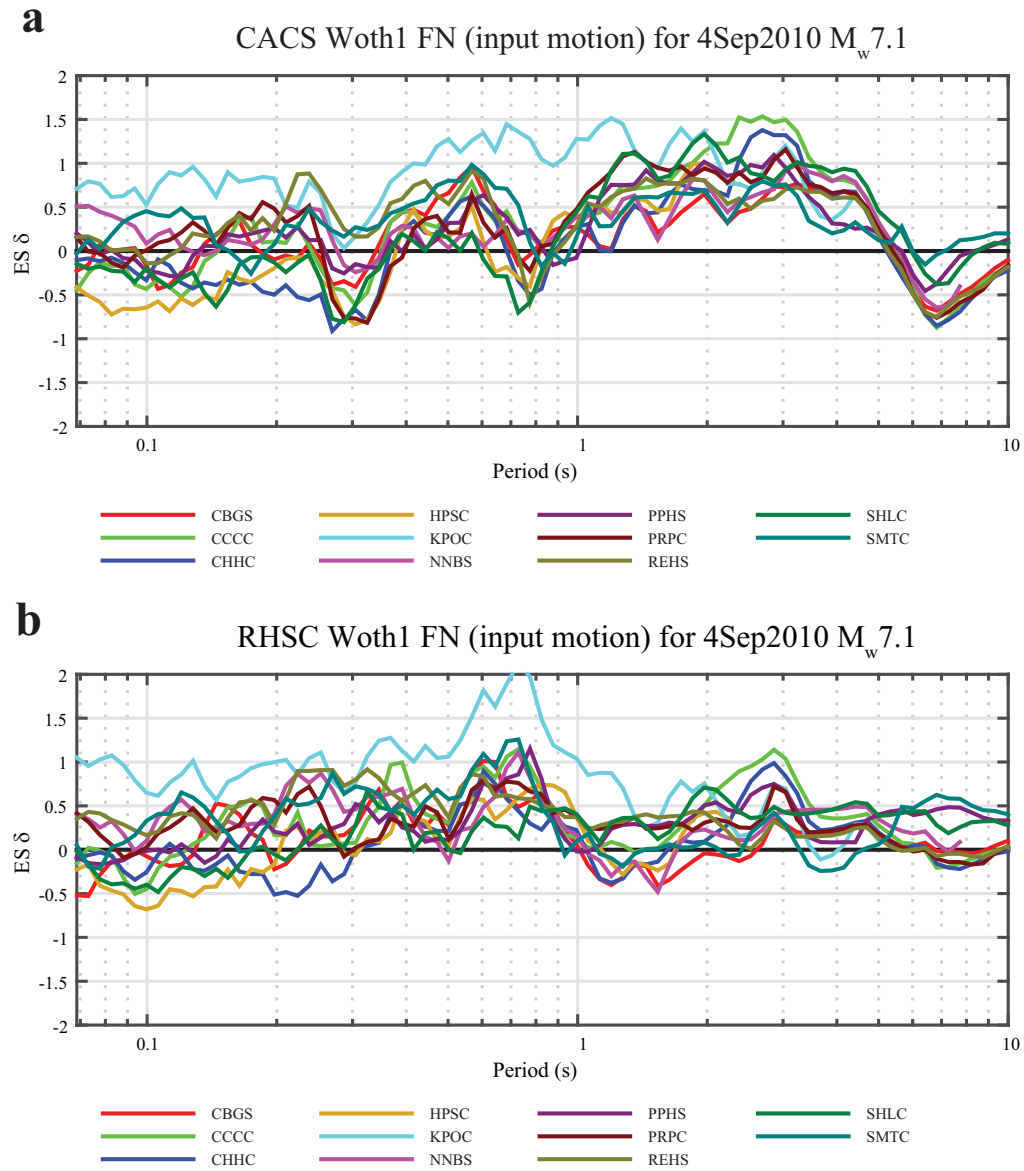 a
CACS Woth1 FN (input motion) for 4Sep2010 Mw7.1
2
1.5
1
0.5
0
-0.5
-1
-1.5
-2
ES δ
0.1 1 10
Period (s)
CBGS HPSC PPHS SHLC
CCCC KPOC PRPC SMTC
CHHC NNBS REHS
b
RHSC Woth1 FN (input motion) for 4Sep2010 Mw7.1
2
1.5
1
0.5
0
-0.5
-1
-1.5
-2
ES δ
0.1 1 10
Period (s)
CBGS HPSC PPHS SHLC
CCCC KPOC PRPC SMTC
CHHC NNBS REHS